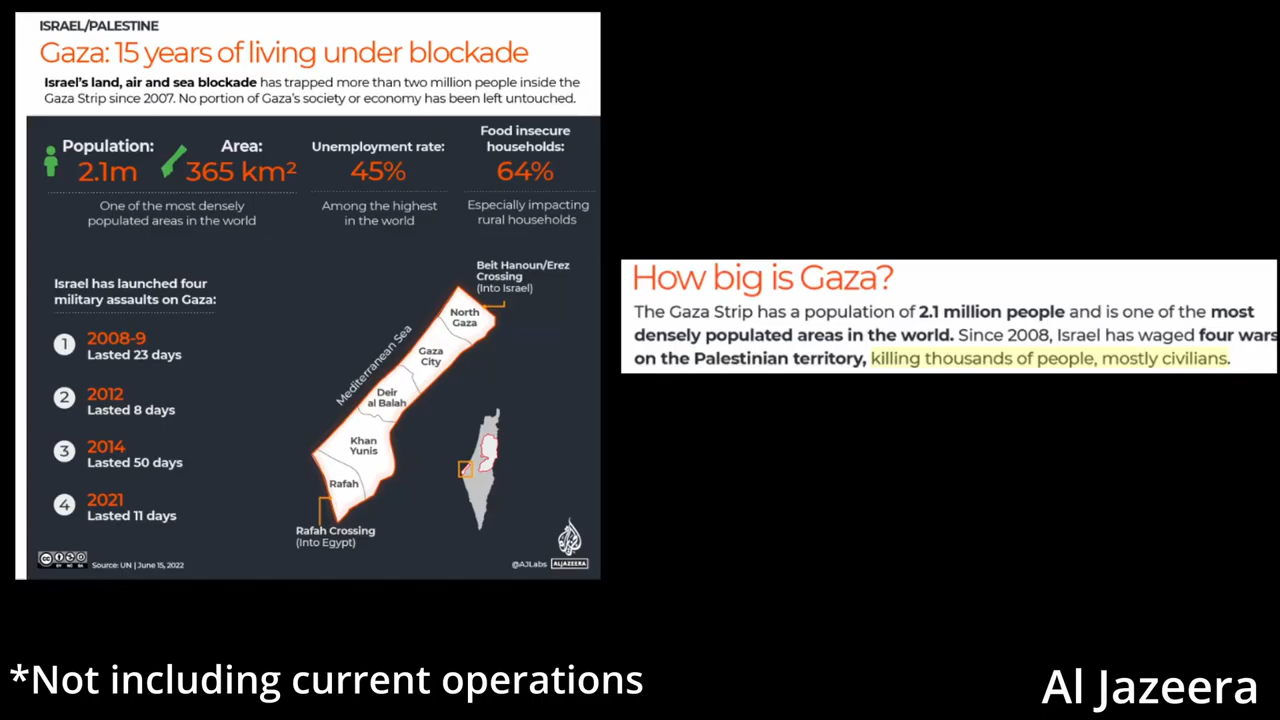 ISRAEL/PALESTINE
Gaza: 15 years of living under blockade
Israel's land, air and sea blockade has trapped more than two million people inside the
Gaza Strip since 2007. No portion of Gaza's society or economy has been left untouched.
Population:
2.1m
Area:
365 km²
One of the most densely
populated areas in the world
Unemployment rate:
45%
Among the highest
in the world
Food insecure
households:
64%
Especially impacting
rural households
Israel has launched four
military assaults on Gaza:
1
2008-9
Lasted 23 days
2
2012
Lasted 8 days
3
2014
Lasted 50 days
4
2021
Lasted 11 days
Beit Hanoun/Erez
Crossing
(Into Israel)
North
Gaza
Gaza
City
Mediterranean Sea
Deir
al Balah
Khan
Yunis
Rafah
Rafah Crossing
(Into Egypt)
Source: UN | June 15, 2022
@AJLabs
ALJAZEERA
How big is Gaza?
The Gaza Strip has a population of 2.1 million people and is one of the most
densely populated areas in the world. Since 2008, Israel has waged four wars
on the Palestinian territory, killing thousands of people, mostly civilians.
*Not including current operations
Al Jazeera